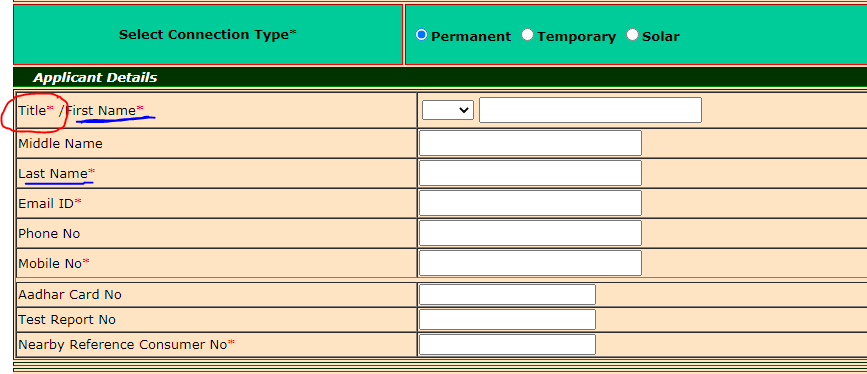 Select Connection Type*
Permanent Temporary Solar
Applicant Details
Title* /First Name*
Middle Name
Last Name*
Email ID*
Phone No
Mobile No*
Aadhar Card No
Test Report No
Nearby Reference Consumer No*